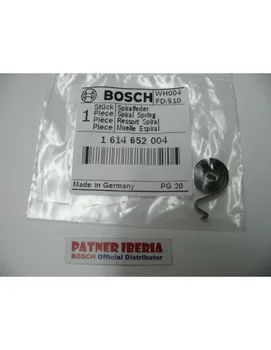 BOSCH
WH004
FD:510
1
Stück Spiralfeder
Piece Spiral Spring
Pièce Ressort Spiral
Pieza Muelle Espiral
1 614 652 004
Made in Germany PG 20
PATNER IBERIA
BOSCH Official Distributor